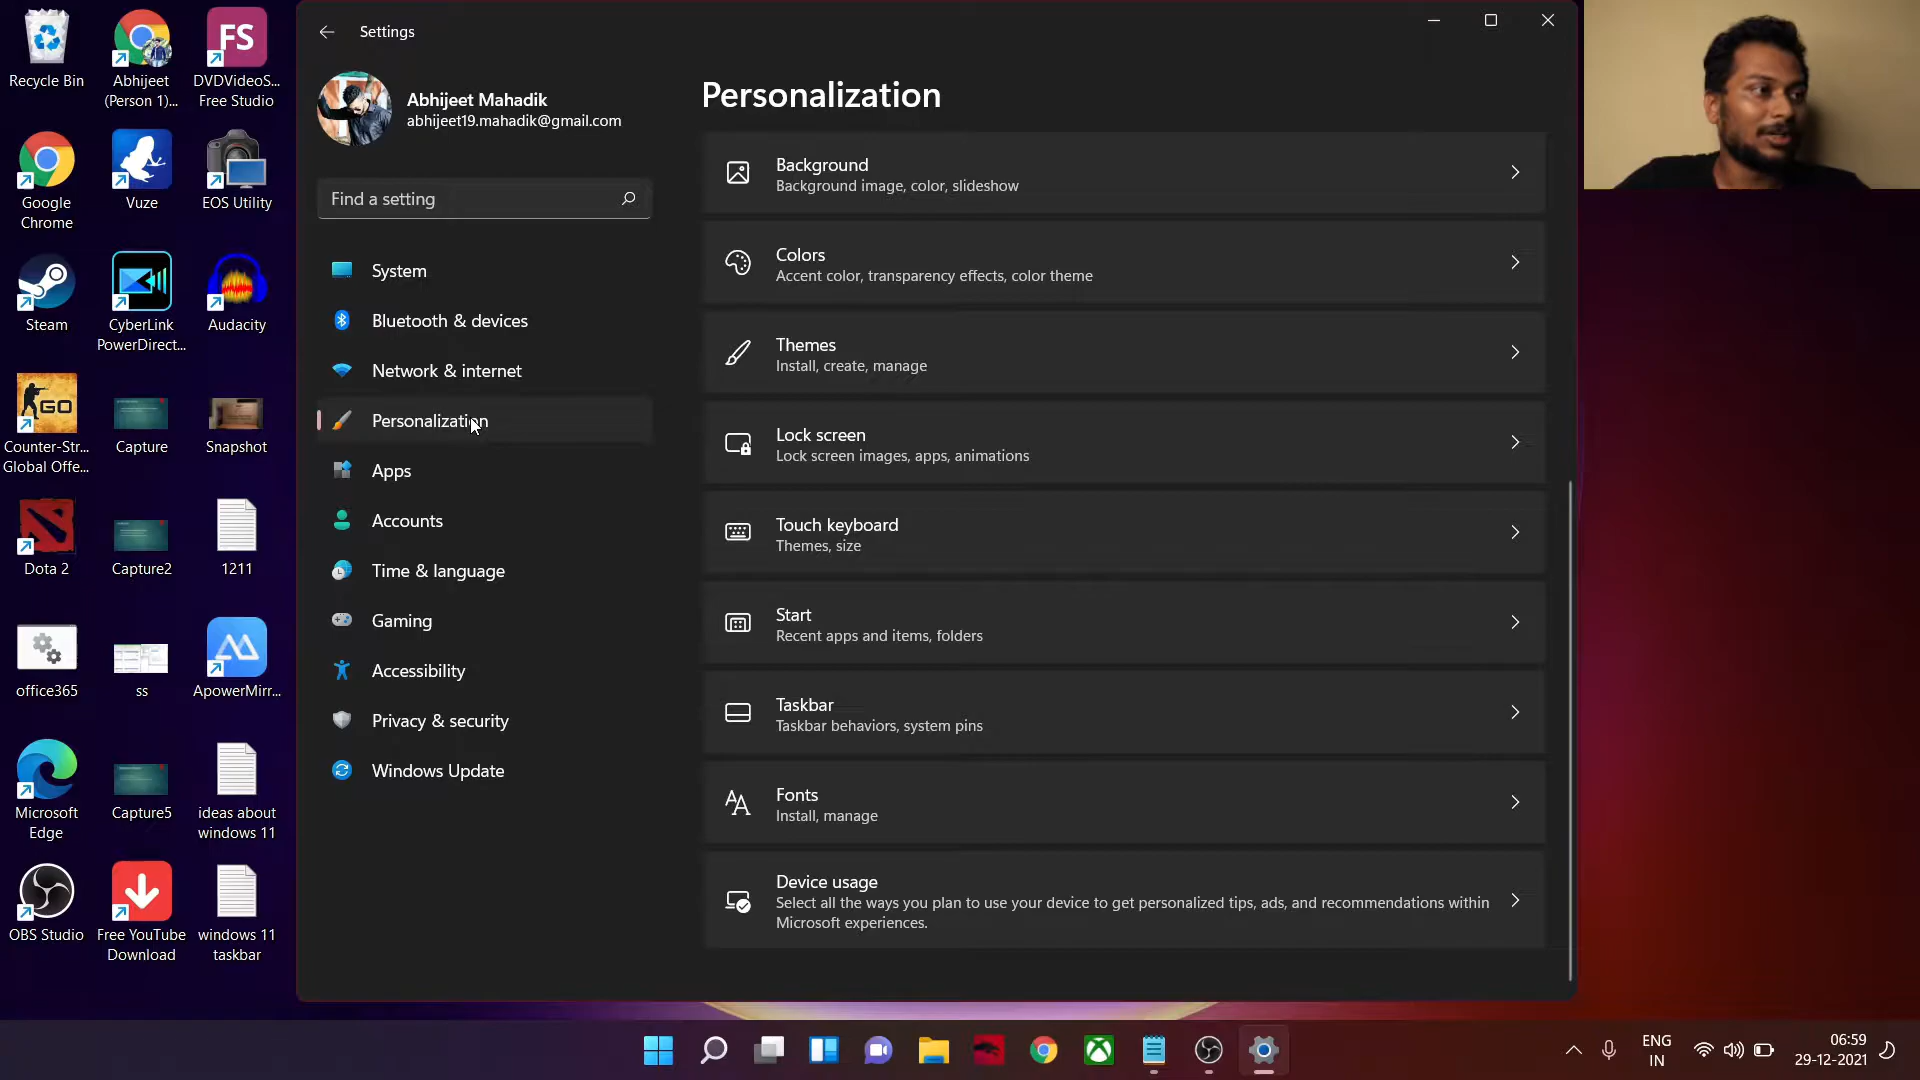 Recycle Bin
Abhijeet
(Person 1)...
FS
DVDVideoS...
Free Studio
Google
Chrome
Vuze
EOS Utility
Steam
CyberLink
PowerDirect...
Audacity
GO
Counter-Str...
Global Offe...
Capture
Snapshot
Dota 2
Capture2
1211
office365
ss
ApowerMirr...
Microsoft
Edge
Capture5
ideas about
windows 11
OBS Studio
Free YouTube
Download
windows 11
taskbar
Settings
Abhijeet Mahadik
abhijeet19.mahadik@gmail.com
Find a setting
System
Bluetooth & devices
Network & internet
Personalization
Apps
Accounts
Time & language
Gaming
Accessibility
Privacy & security
Windows Update
Personalization
Background
Background image, color, slideshow
Colors
Accent color, transparency effects, color theme
Themes
Install, create, manage
Lock screen
Lock screen images, apps, animations
Touch keyboard
Themes, size
Start
Recent apps and items, folders
Taskbar
Taskbar behaviors, system pins
Fonts
Install, manage
Device usage
Select all the ways you plan to use your device to get personalized tips, ads, and recommendations within
Microsoft experiences.
ENG
IN
06:59
29-12-2021